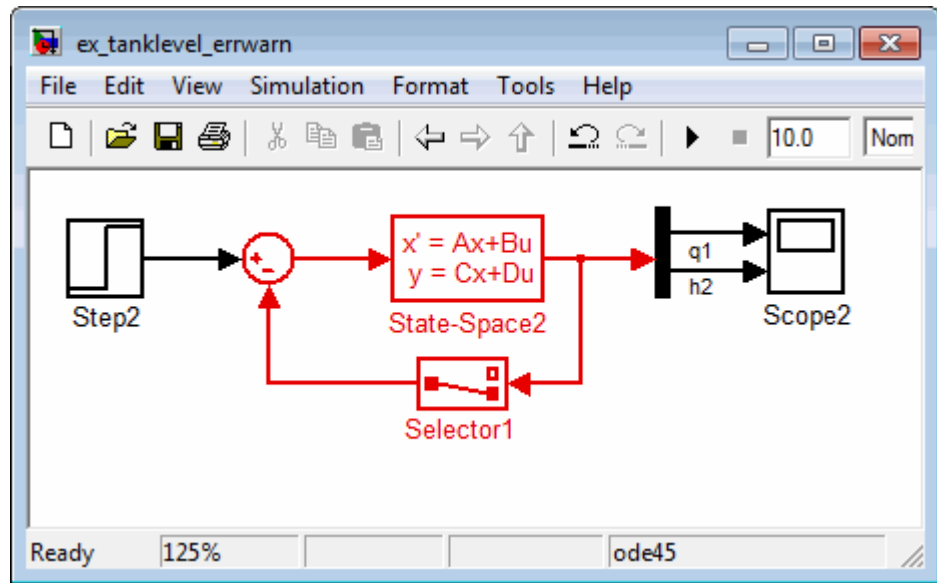 ex_tanklevel_errwarn
File Edit View Simulation Format Tools Help
10.0 Nom
x' = Ax+Bu
y = Cx+Du
q1
h2
Step2
State-Space2
Scope2
Selector1
Ready 125% ode45